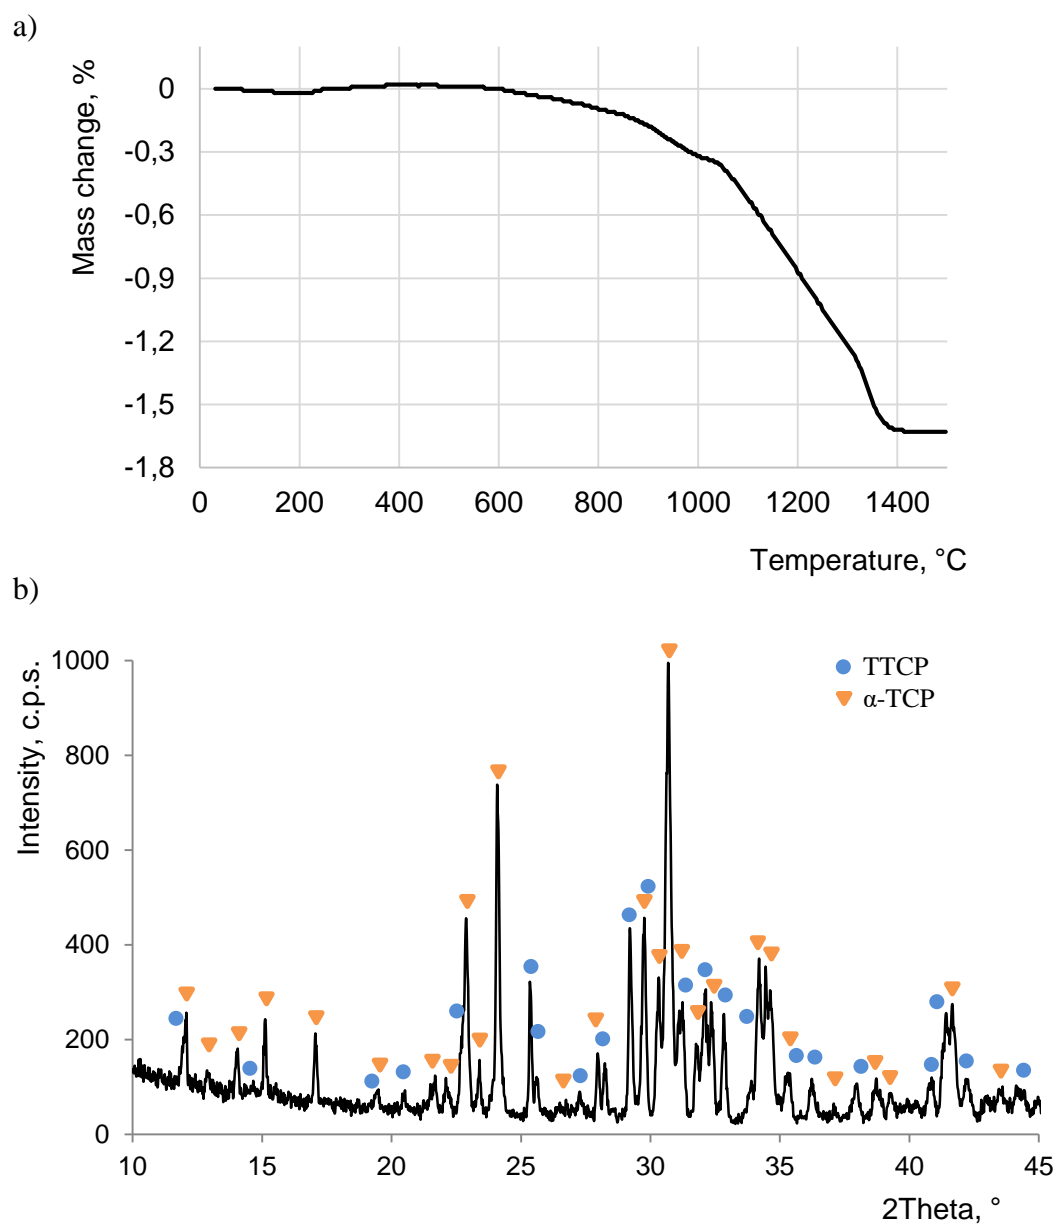 a)
0
-0,3
-0,6
-0,9
-1,2
-1,5
-1,8
Mass change, %
0 200 400 600 800 1000 1200 1400
Temperature, °C
b)
1000
800
600
400
200
0
Intensity, c.p.s.
TTCP
α-TCP
10 15 20 25 30 35 40 45
2Theta, °